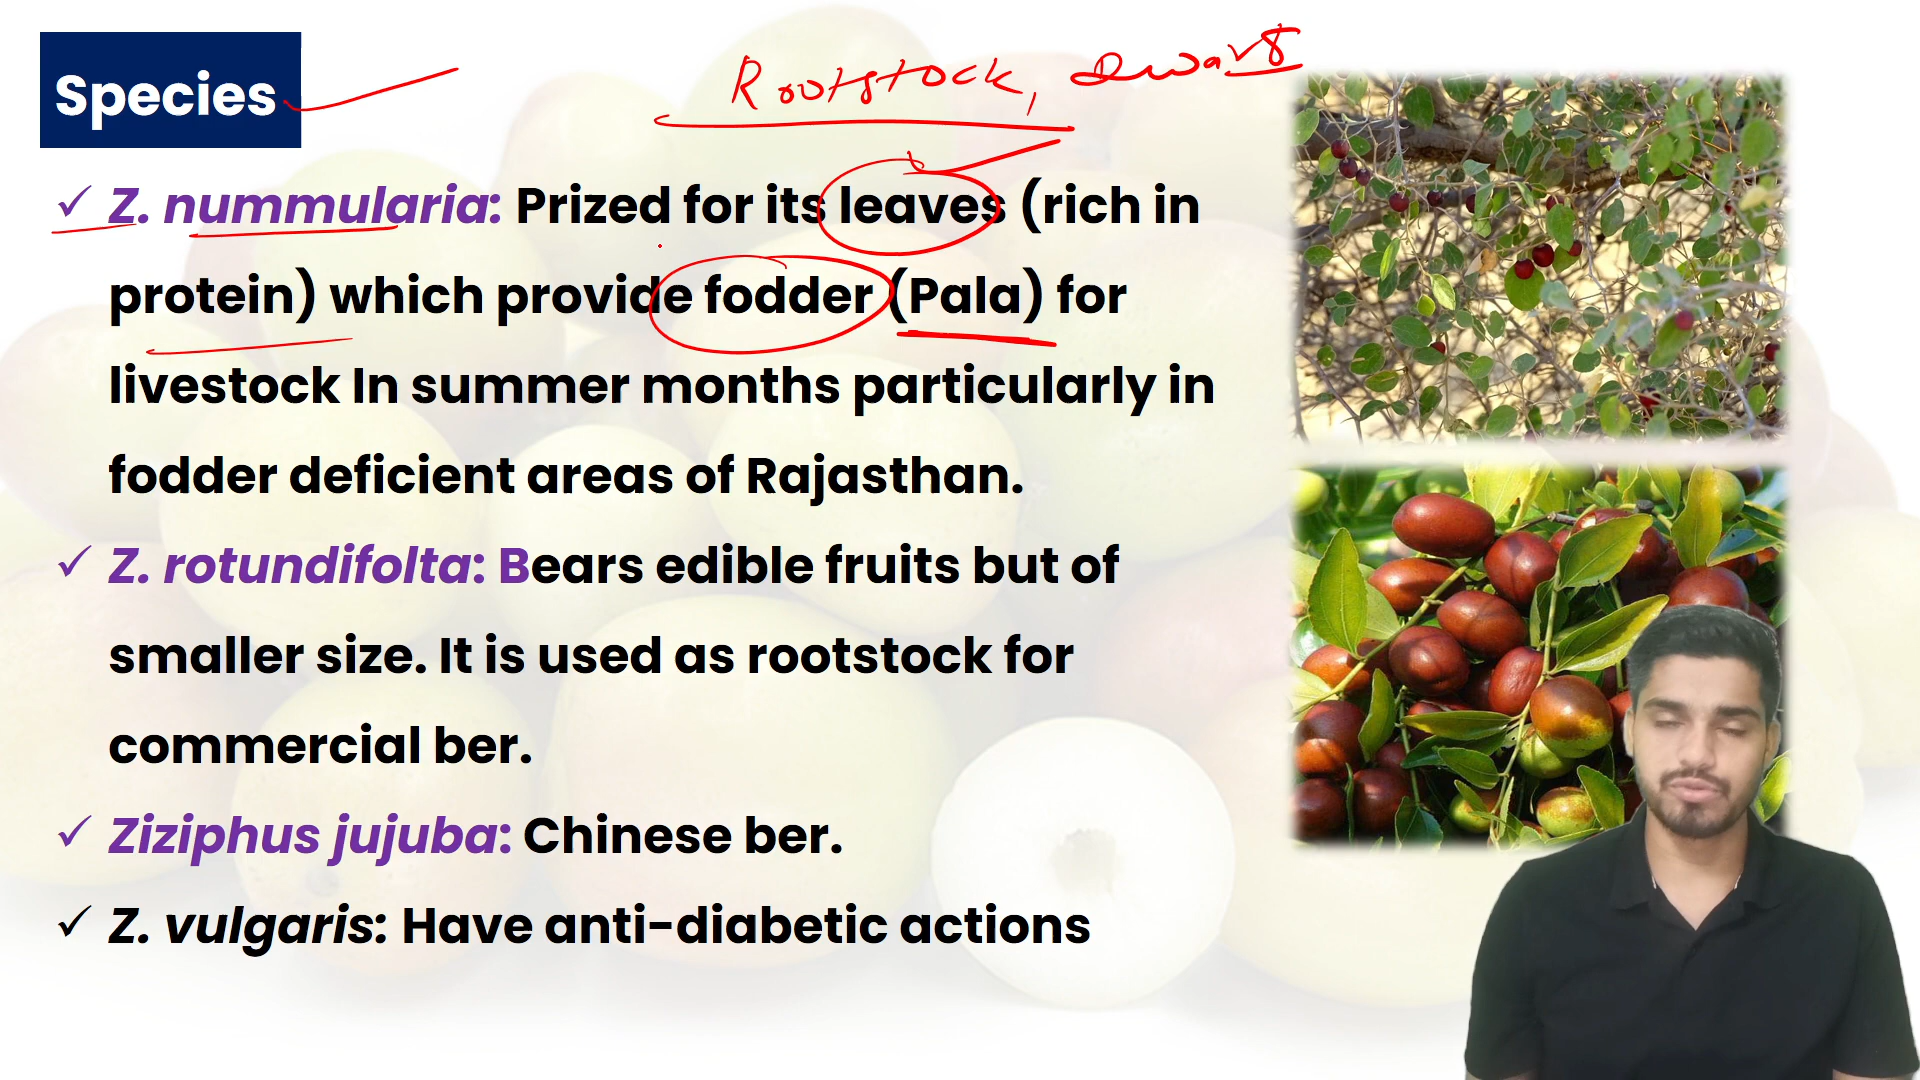 Species
Rootstock, Dwarf
Z. nummularia: Prized for its leaves (rich in
protein) which provide fodder (Pala) for
livestock In summer months particularly in
fodder deficient areas of Rajasthan.
Z. rotundifolta: Bears edible fruits but of
smaller size. It is used as rootstock for
commercial ber.
Ziziphus jujuba: Chinese ber.
Z. vulgaris: Have anti-diabetic actions